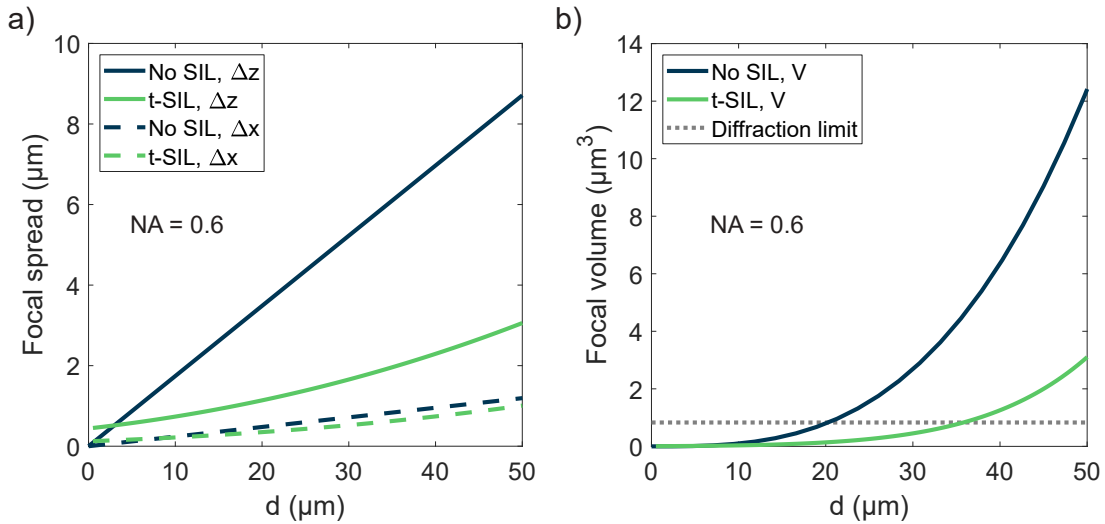 a)
Focal spread (μm)
10
8
6
4
2
0
No SIL, Δz
t-SIL, Δz
No SIL, Δx
t-SIL, Δx
NA = 0.6
0 10 20 30 40 50
d (μm)
b)
Focal volume (μm³)
14
12
10
8
6
4
2
0
No SIL, V
t-SIL, V
Diffraction limit
NA = 0.6
0 10 20 30 40 50
d (μm)